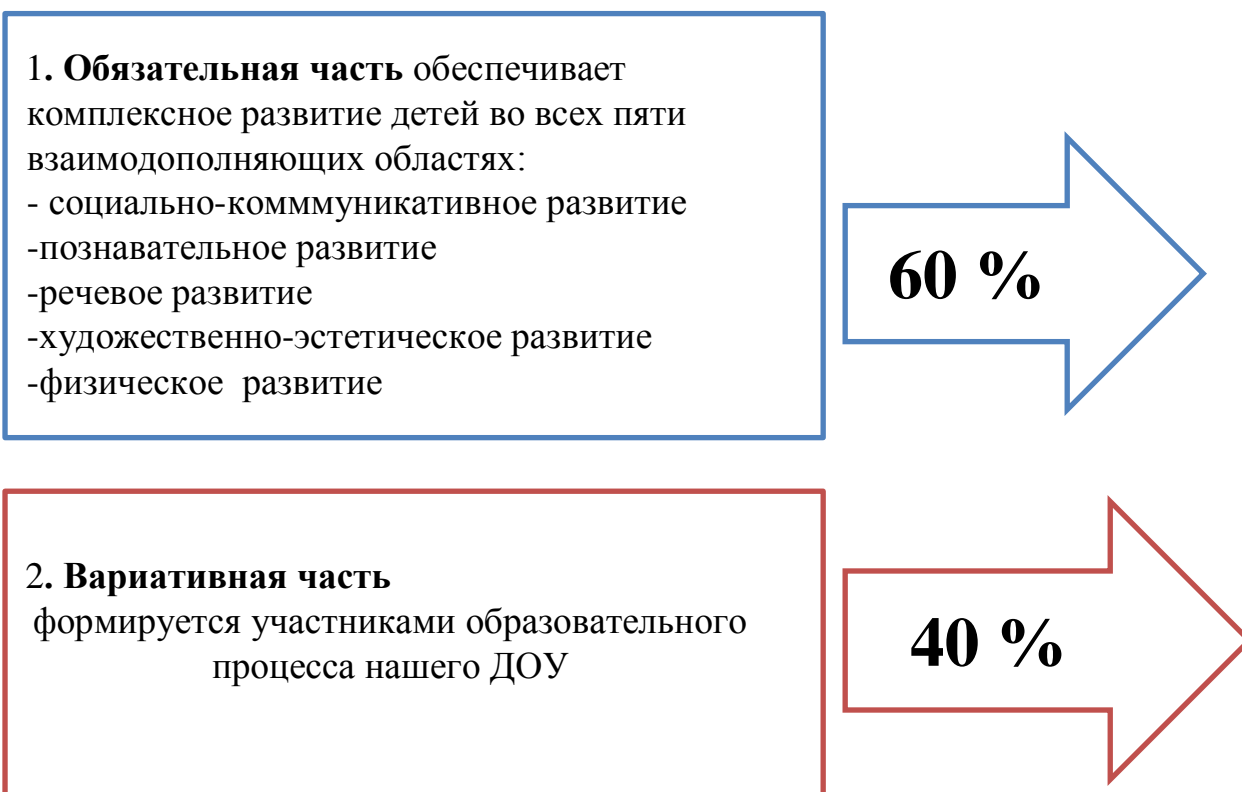 1. Обязательная часть обеспечивает
комплексное развитие детей во всех пяти
взаимодополняющих областях:
- социально-комммуникативное развитие
-познавательное развитие
-речевое развитие
-художественно-эстетическое развитие
-физическое  развитие
60 %
2. Вариативная часть
формируется участниками образовательного
процесса нашего ДОУ
40 %